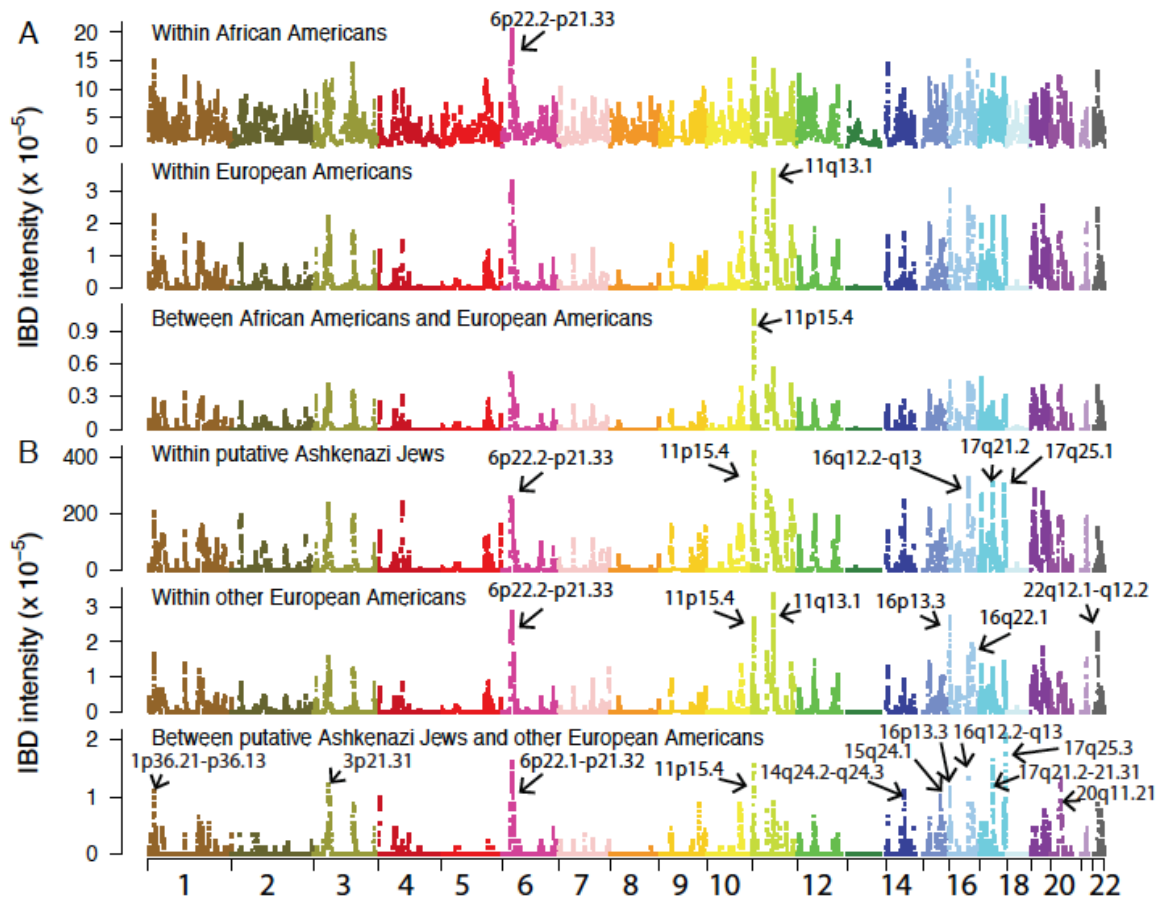 A
Within African Americans
6p22.2-p21.33
20
15
10
5
0
IBD intensity (x 10⁻⁵)
Within European Americans
11q13.1
3
2
1
0
Between African Americans and European Americans
11p15.4
0.9
0.6
0.3
0
B
Within putative Ashkenazi Jews
6p22.2-p21.33
11p15.4
16q12.2-q13
17q21.2
17q25.1
400
200
0
IBD intensity (x 10⁻⁵)
Within other European Americans
6p22.2-p21.33
11p15.4
11q13.1
16p13.3
16q22.1
22q12.1-q12.2
3
2
1
0
Between putative Ashkenazi Jews and other European Americans
1p36.21-p36.13
3p21.31
6p22.1-p21.32
11p15.4
14q24.2-q24.3
15q24.1
16p13.3
16q12.2-q13
17q25.3
17q21.2-21.31
20q11.21
2
1
0
1 2 3 4 5 6 7 8 9 10 12 14 16 18 20 22